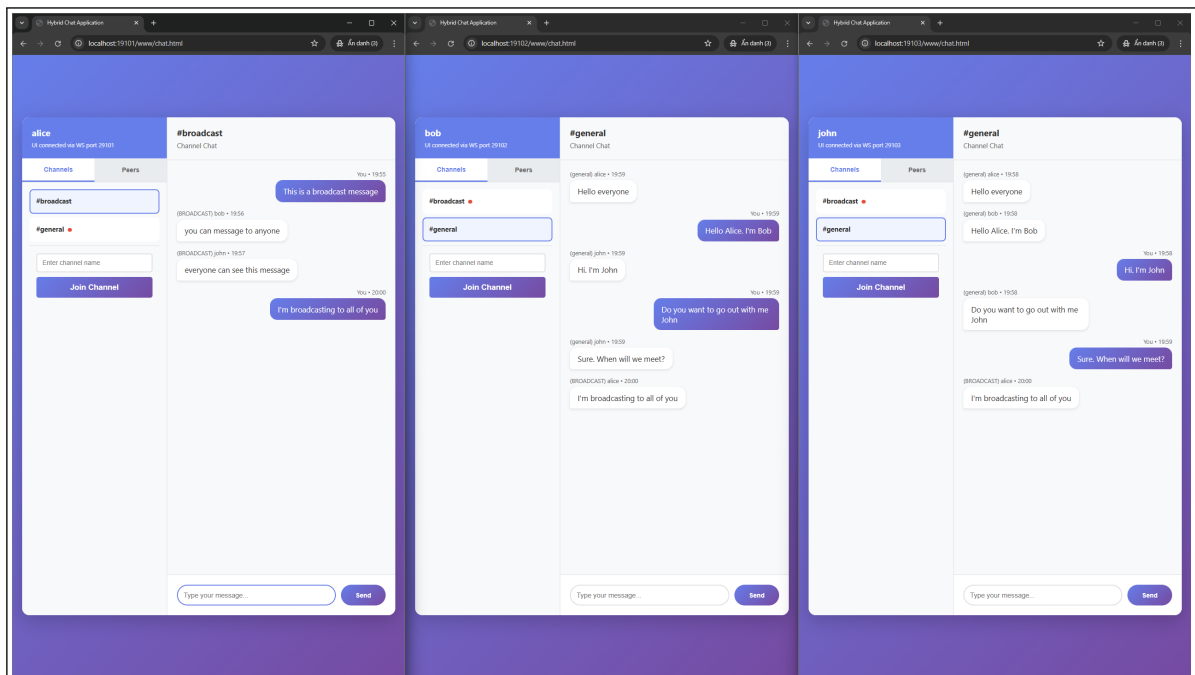 Hybrid Chat Application
localhost:19101/www/chat.html
Ẩn danh (3)
alice
UI connected via WS port 29101
Channels Peers
#broadcast
#general
Enter channel name
Join Channel
#broadcast
Channel Chat
You • 19:55
This is a broadcast message
(BROADCAST) bob • 19:56
you can message to anyone
(BROADCAST) john • 19:57
everyone can see this message
You • 20:00
I'm broadcasting to all of you
Type your message...
Send
Hybrid Chat Application
localhost:19102/www/chat.html
Ẩn danh (3)
bob
UI connected via WS port 29102
Channels Peers
#broadcast
#general
Enter channel name
Join Channel
#general
Channel Chat
(general) alice • 19:59
Hello everyone
You • 19:59
Hello Alice. I'm Bob
(general) john • 19:59
Hi. I'm John
You • 19:59
Do you want to go out with me
John
(general) john • 19:59
Sure. When will we meet?
(BROADCAST) alice • 20:00
I'm broadcasting to all of you
Type your message...
Send
Hybrid Chat Application
localhost:19103/www/chat.html
Ẩn danh (3)
john
UI connected via WS port 29103
Channels Peers
#broadcast
#general
Enter channel name
Join Channel
#general
Channel Chat
(general) alice • 19:58
Hello everyone
(general) bob • 19:58
Hello Alice. I'm Bob
You • 19:58
Hi. I'm John
(general) bob • 19:58
Do you want to go out with me
John
You • 19:59
Sure. When will we meet?
(BROADCAST) alice • 20:00
I'm broadcasting to all of you
Type your message...
Send